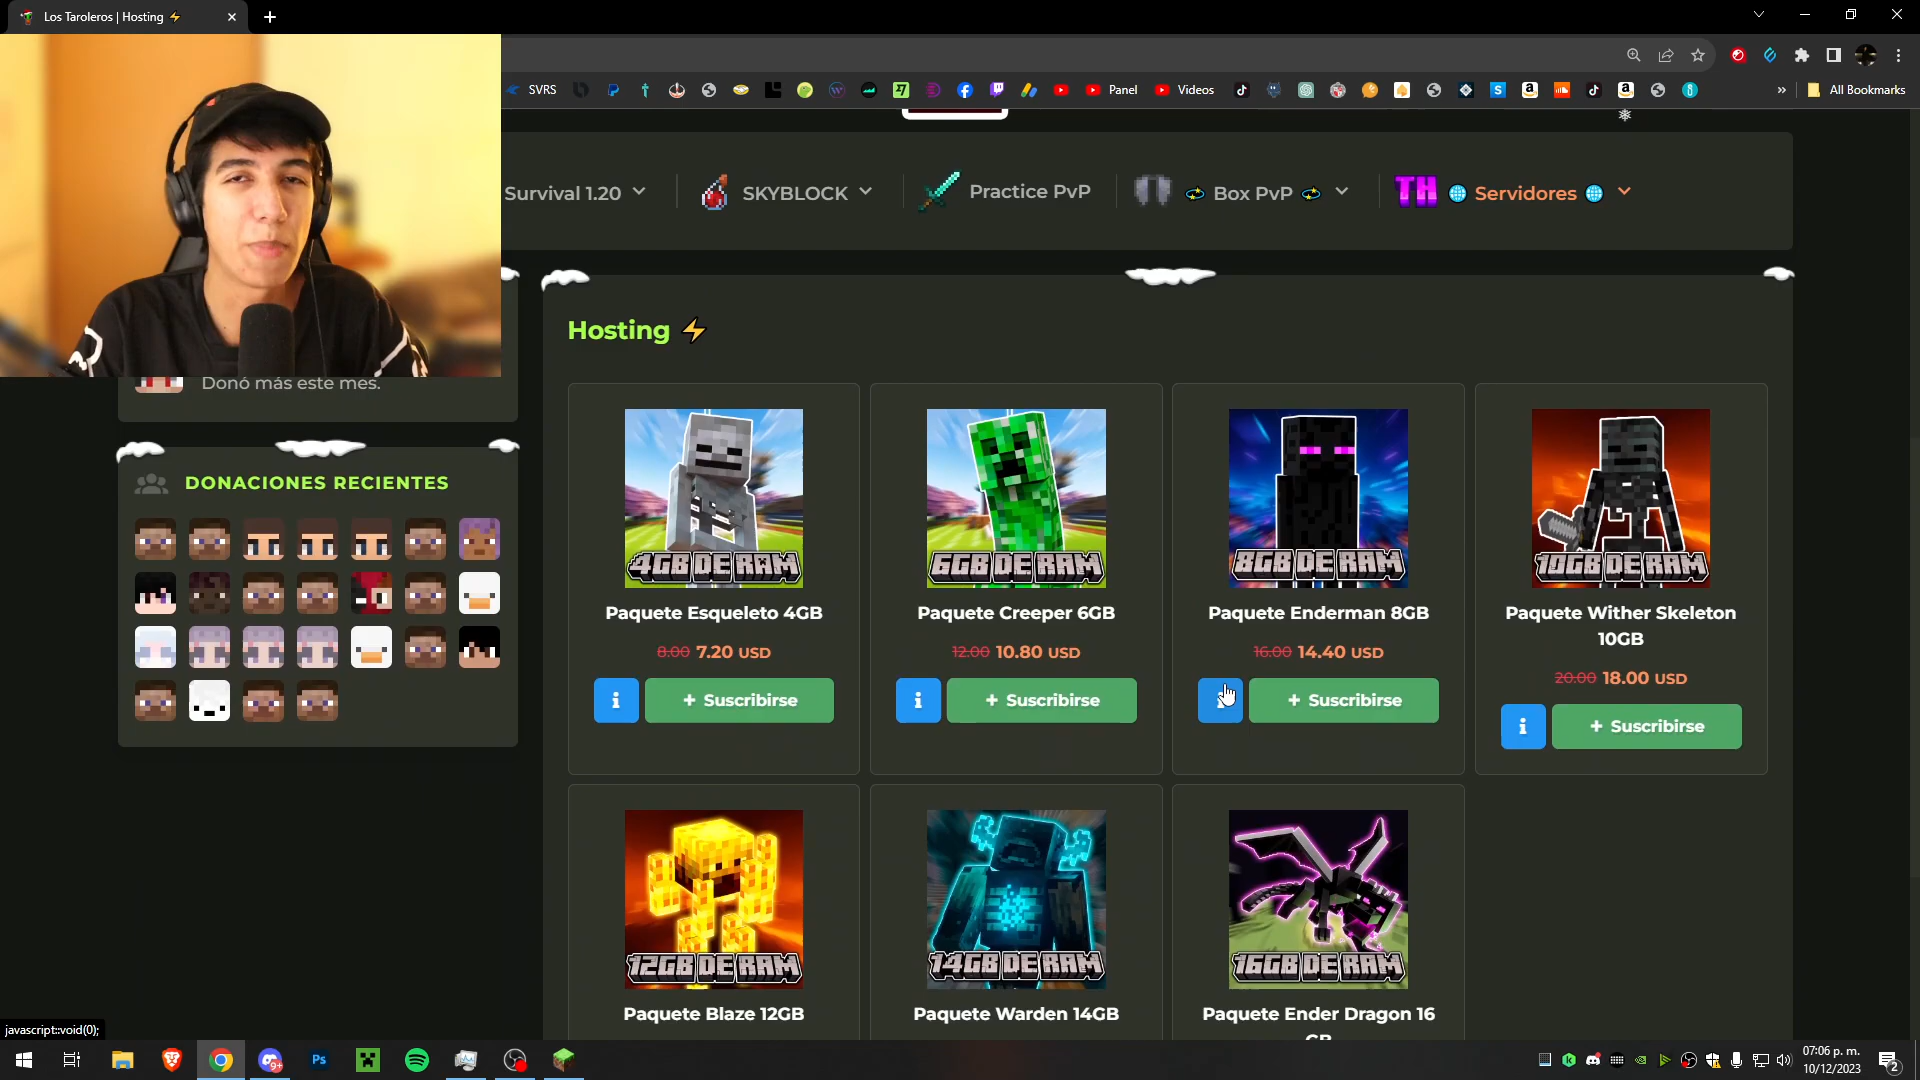 Los Taroleros | Hosting ⚡
SVRS
Panel
Videos
All Bookmarks
Survival 1.20
SKYBLOCK
Practice PvP
Box PvP
TH
Servidores
Hosting ⚡
Donó más este mes.
DONACIONES RECIENTES
4GB DE RAM
Paquete Esqueleto 4GB
8.00 7.20 USD
+ Suscribirse
6GB DE RAM
Paquete Creeper 6GB
12.00 10.80 USD
+ Suscribirse
8GB DE RAM
Paquete Enderman 8GB
16.00 14.40 USD
+ Suscribirse
10GB DE RAM
Paquete Wither Skeleton
10GB
20.00 18.00 USD
+ Suscribirse
12GB DE RAM
Paquete Blaze 12GB
14GB DE RAM
Paquete Warden 14GB
16GB DE RAM
Paquete Ender Dragon 16
GB
javascript::void(0);
9+
Ps
07:06 p. m.
10/12/2023
2